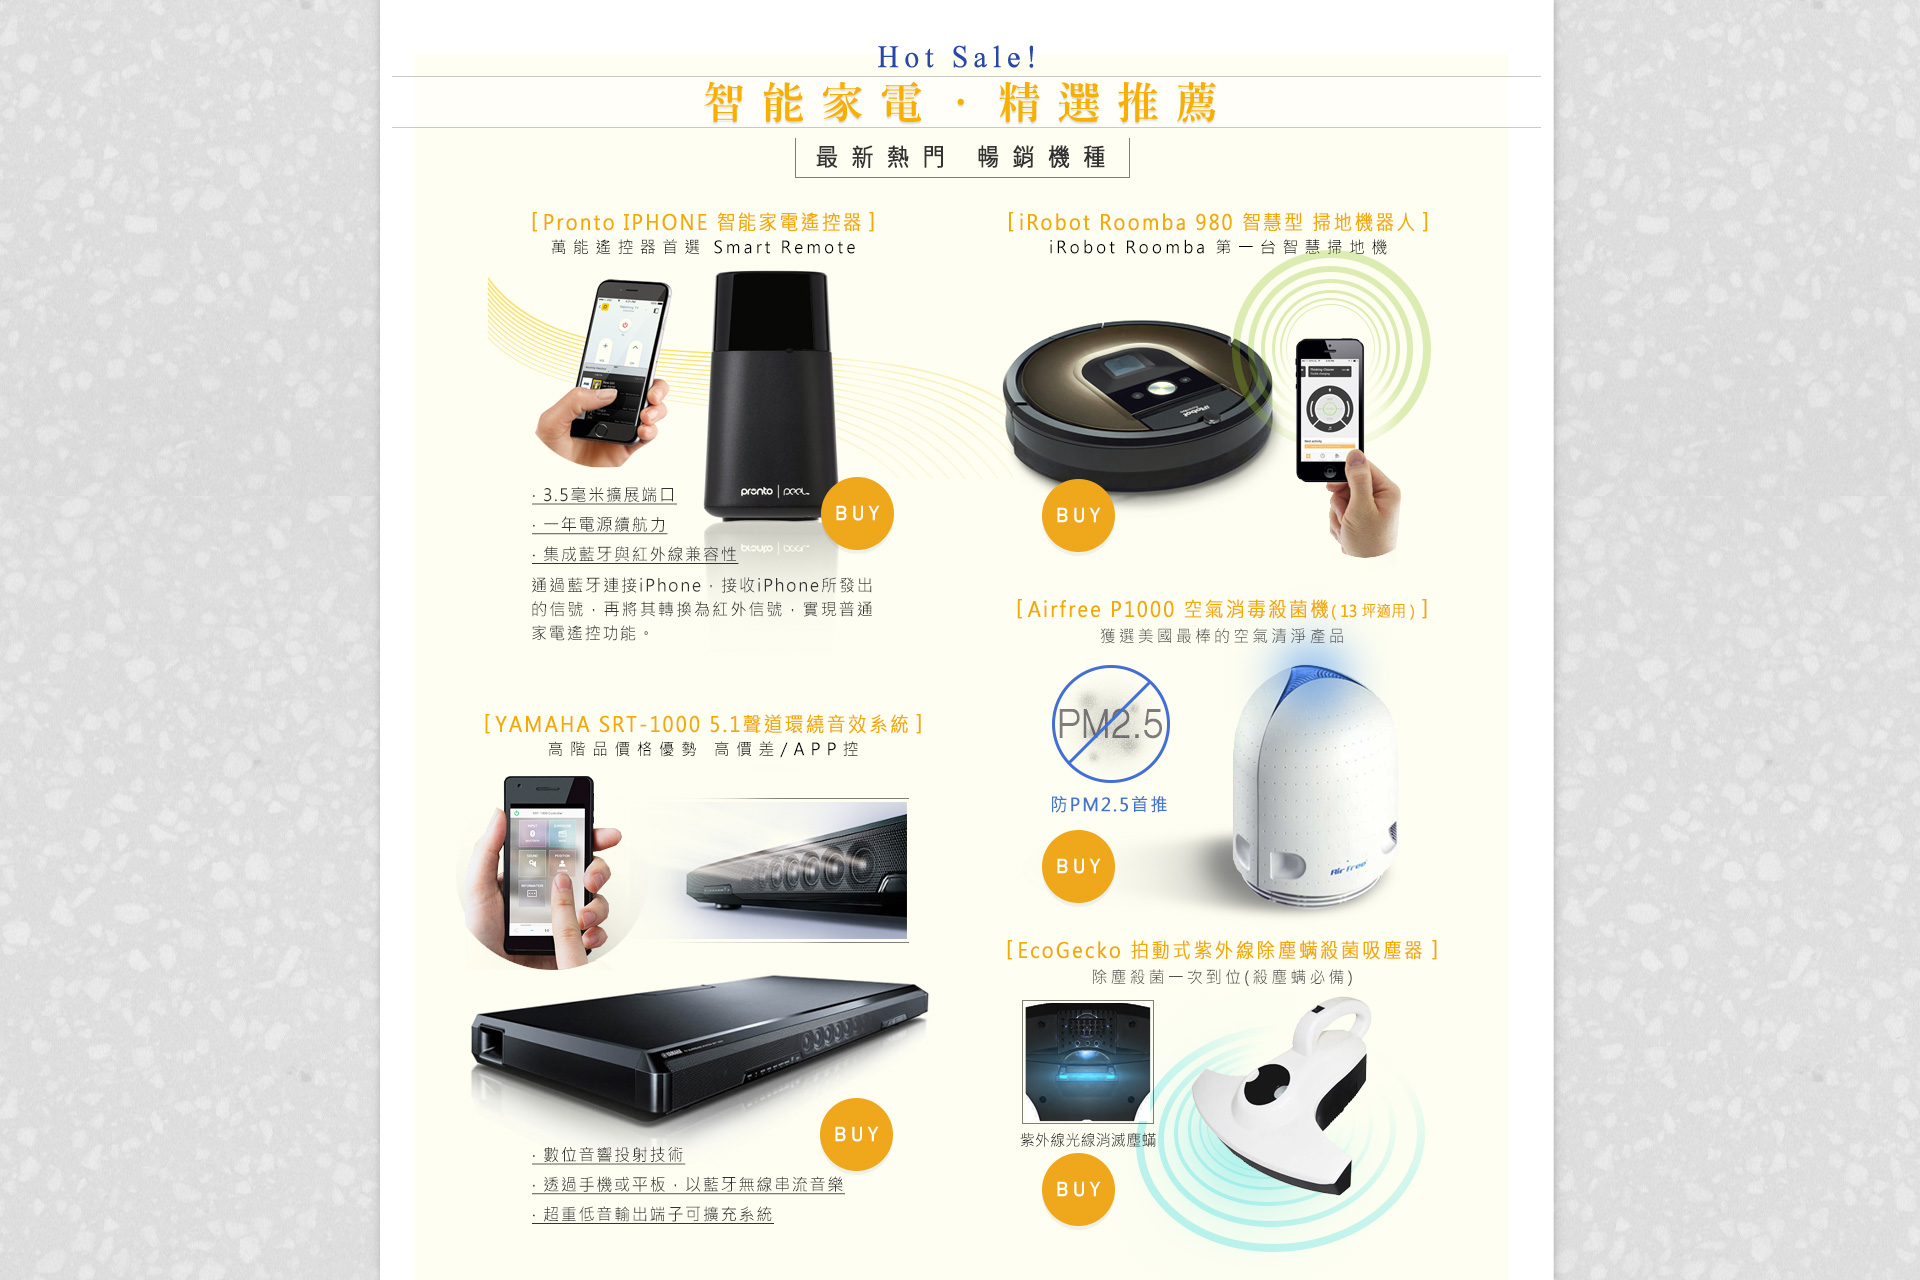 Hot Sale!
智能家電‧精選推薦
最新熱門 暢銷機種
[ Pronto IPHONE 智能家電遙控器 ]
萬能遙控器首選 Smart Remote
pronto | peel
BUY
‧3.5毫米擴展端口
‧一年電源續航力
‧集成藍牙與紅外線兼容性
通過藍牙連接iPhone，接收iPhone所發出
的信號，再將其轉換為紅外信號，實現普通
家電遙控功能。
[ iRobot Roomba 980 智慧型 掃地機器人 ]
iRobot Roomba 第一台智慧掃地機
iRobot
BUY
[ Airfree P1000 空氣消毒殺菌機( 13 坪適用 ) ]
獲選美國最棒的空氣清淨產品
PM2.5
防PM2.5首推
Airfree
BUY
[ YAMAHA SRT-1000 5.1聲道環繞音效系統 ]
高階品價格優勢 高價差/APP控
YAMAHA
BUY
‧數位音響投射技術
‧透過手機或平板，以藍牙無線串流音樂
‧超重低音輸出端子可擴充系統
[ EcoGecko 拍動式紫外線除塵螨殺菌吸塵器 ]
除塵殺菌一次到位(殺塵螨必備)
紫外線光線消滅塵蟎
BUY